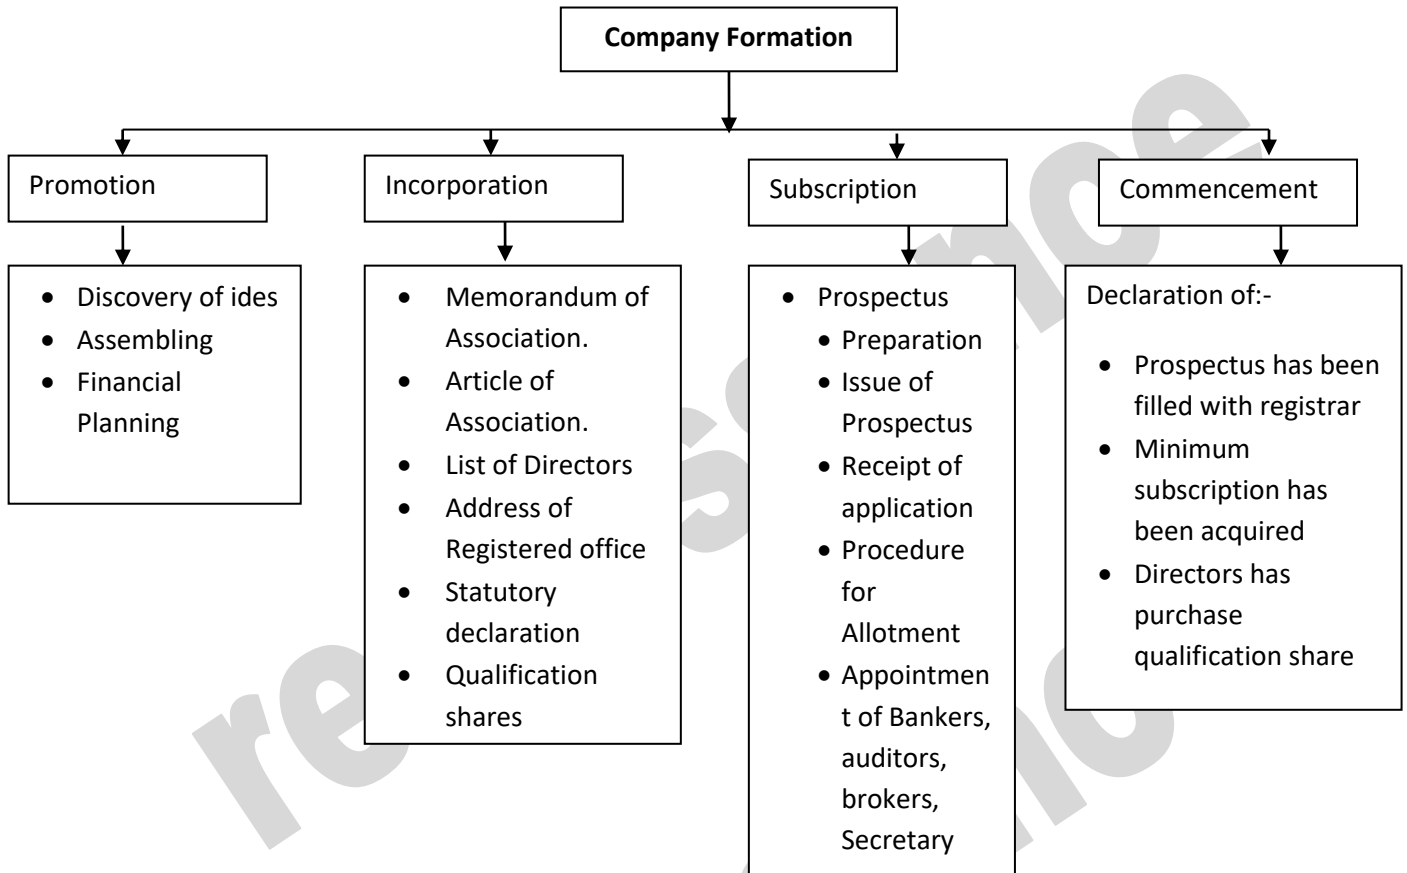 Company Formation
Promotion
Incorporation
Subscription
Commencement
• Discovery of ides
• Assembling
• Financial
Planning
• Memorandum of
Association.
• Article of
Association.
• List of Directors
• Address of
Registered office
• Statutory
declaration
• Qualification
shares
• Prospectus
• Preparation
• Issue of
Prospectus
• Receipt of
application
• Procedure
for
Allotment
• Appointmen
t of Bankers,
auditors,
brokers,
Secretary
Declaration of:-
• Prospectus has been
filled with registrar
• Minimum
subscription has
been acquired
• Directors has
purchase
qualification share